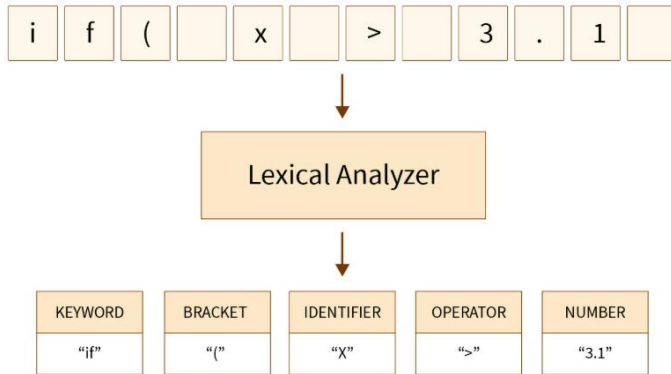 i f ( x > 3 . 1
Lexical Analyzer
KEYWORD BRACKET IDENTIFIER OPERATOR NUMBER
“if” “(” “X” “>” “3.1”